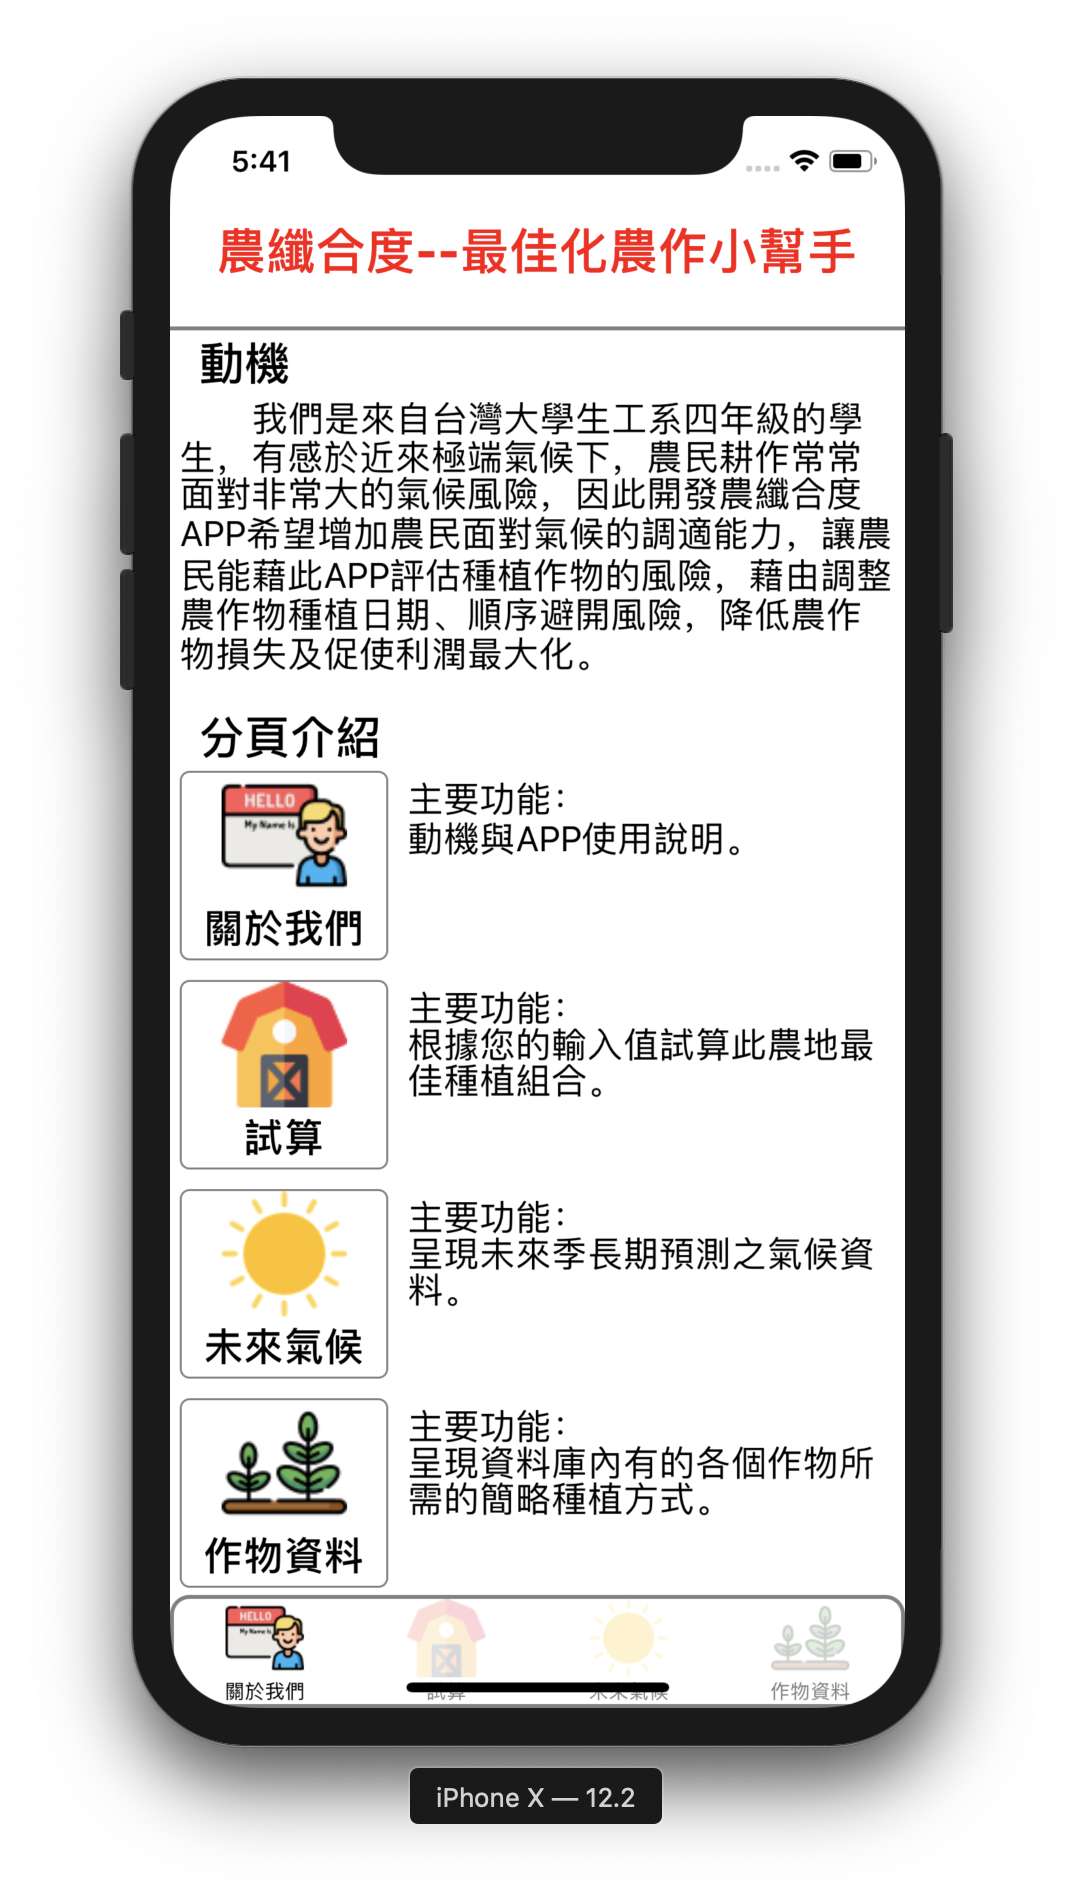 5:41
農纖合度--最佳化農作小幫手
動機
我們是來自台灣大學生工系四年級的學
生，有感於近來極端氣候下，農民耕作常常
面對非常大的氣候風險，因此開發農纖合度
APP希望增加農民面對氣候的調適能力，讓農
民能藉此APP評估種植作物的風險，藉由調整
農作物種植日期、順序避開風險，降低農作
物損失及促使利潤最大化。
分頁介紹
HELLO
My Name Is
關於我們
主要功能：
動機與APP使用說明。
試算
主要功能：
根據您的輸入值試算此農地最
佳種植組合。
未來氣候
主要功能：
呈現未來季長期預測之氣候資
料。
作物資料
主要功能：
呈現資料庫內有的各個作物所
需的簡略種植方式。
HELLO
My Name Is
關於我們
試算
未來氣候
作物資料
iPhone X — 12.2